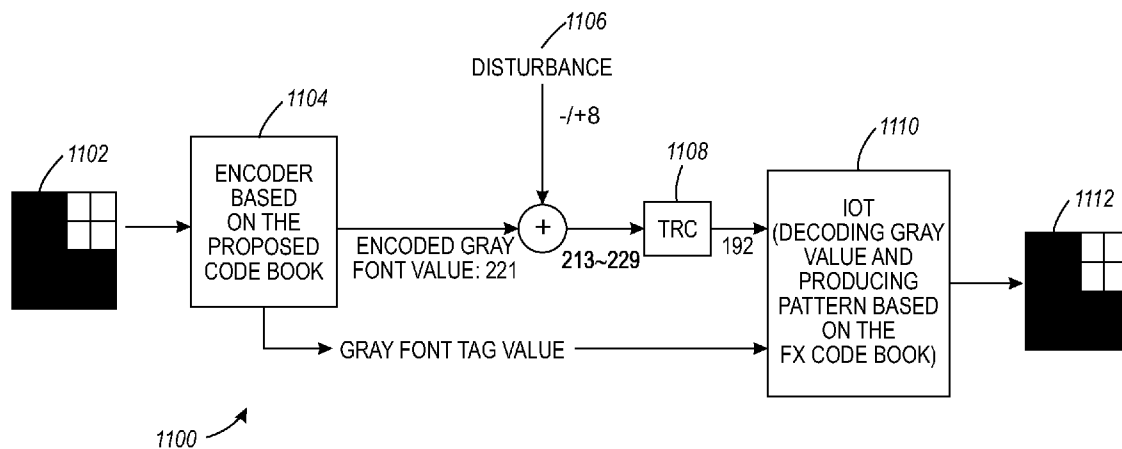 1106
DISTURBANCE
-/+8
1104
ENCODER
BASED
ON THE
PROPOSED
CODE BOOK
1102
ENCODED GRAY
FONT VALUE: 221
+
213~229
1108
TRC
192
1110
IOT
(DECODING GRAY
VALUE AND
PRODUCING
PATTERN BASED
ON THE
FX CODE BOOK)
1112
GRAY FONT TAG VALUE
1100